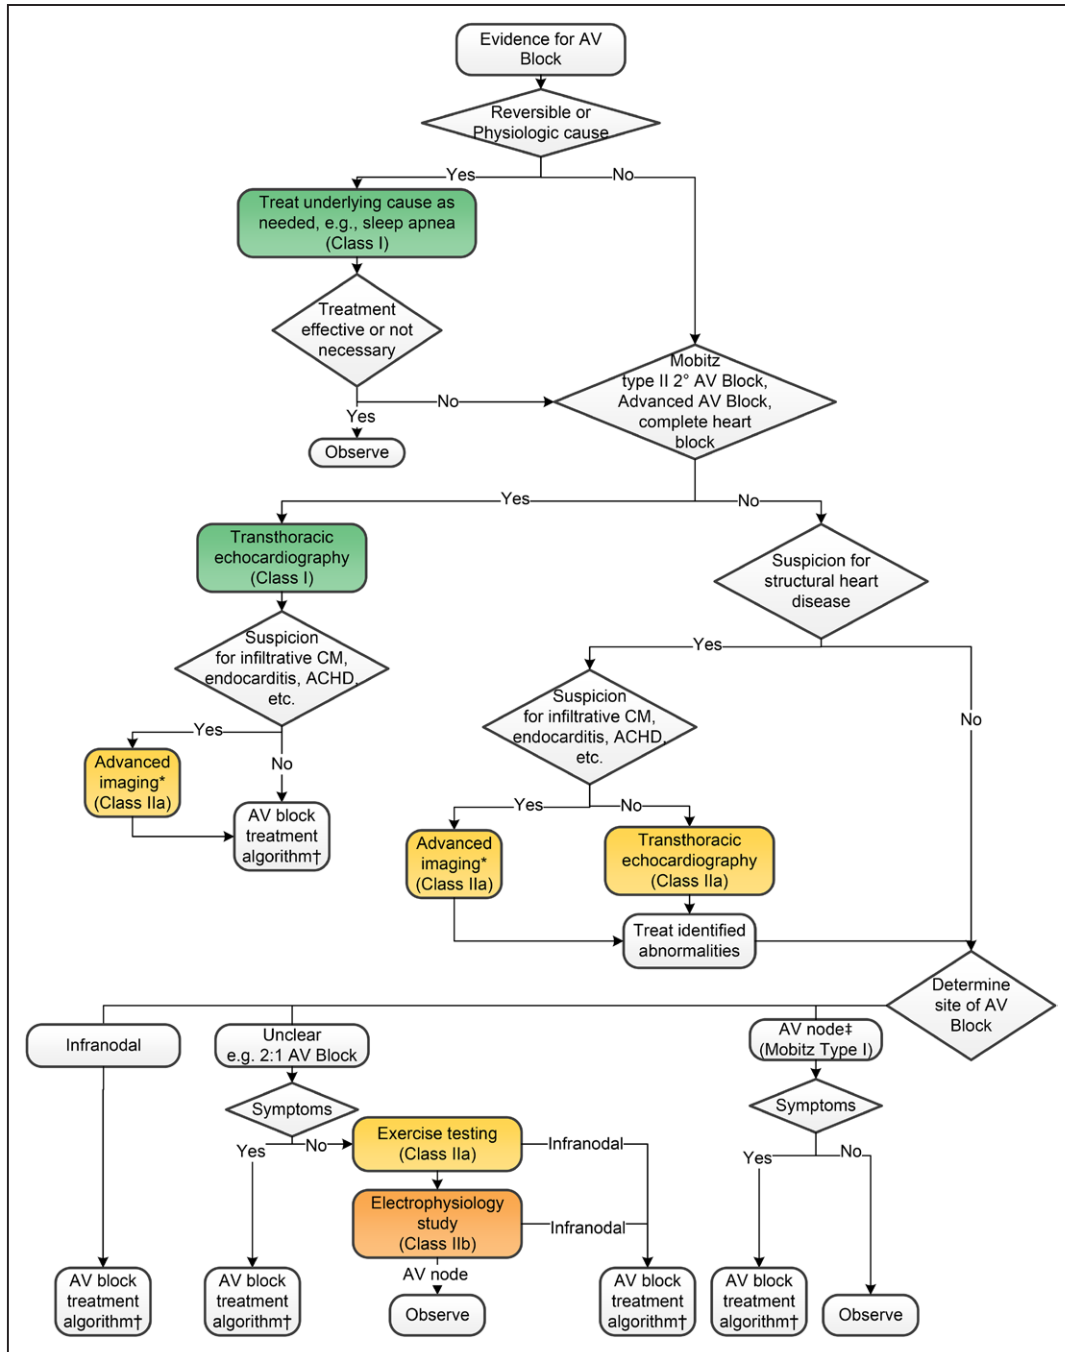 Evidence for AV
Block
Reversible or
Physiologic cause
Yes
No
Treat underlying cause as
needed, e.g., sleep apnea
(Class I)
Treatment
effective or not
necessary
No
Yes
Observe
Mobitz
type II 2° AV Block,
Advanced AV Block,
complete heart
block
Yes
No
Transthoracic
echocardiography
(Class I)
Suspicion
for infiltrative CM,
endocarditis, ACHD,
etc.
Yes
No
Advanced
imaging*
(Class IIa)
AV block
treatment
algorithm†
Suspicion for
structural heart
disease
Yes
No
Suspicion
for infiltrative CM,
endocarditis, ACHD,
etc.
Yes
No
Advanced
imaging*
(Class IIa)
Transthoracic
echocardiography
(Class IIa)
Treat identified
abnormalities
Determine
site of AV
Block
Infranodal
Unclear
e.g. 2:1 AV Block
AV node‡
(Mobitz Type I)
Symptoms
Symptoms
Yes
No
Exercise testing
(Class IIa)
Infranodal
Electrophysiology
study
(Class IIb)
Infranodal
AV node
Yes
No
AV block
treatment
algorithm†
AV block
treatment
algorithm†
Observe
AV block
treatment
algorithm†
AV block
treatment
algorithm†
Observe